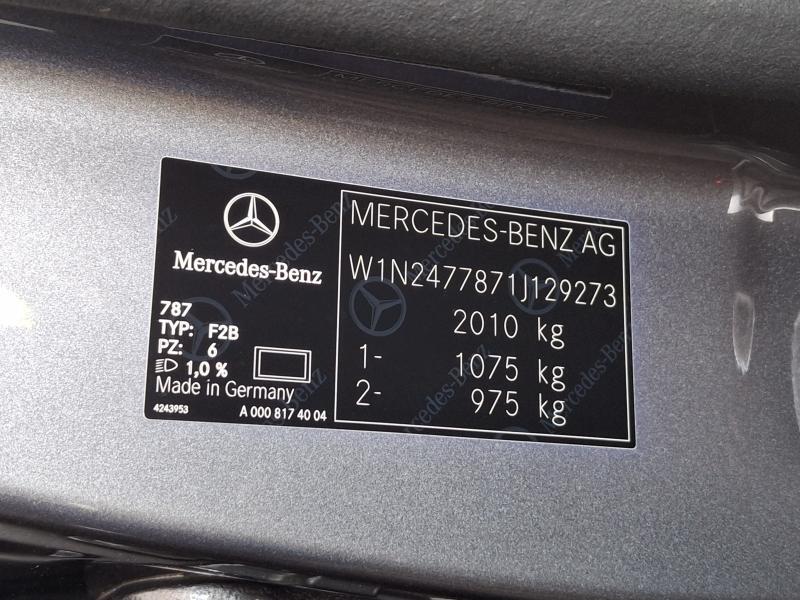 Mercedes-Benz
787
TYP: F2B
PZ: 6
1,0 %
Made in Germany
4243953
A 000 817 40 04
MERCEDES-BENZ AG
W1N2477871J129273
2010 kg
1- 1075 kg
2- 975 kg